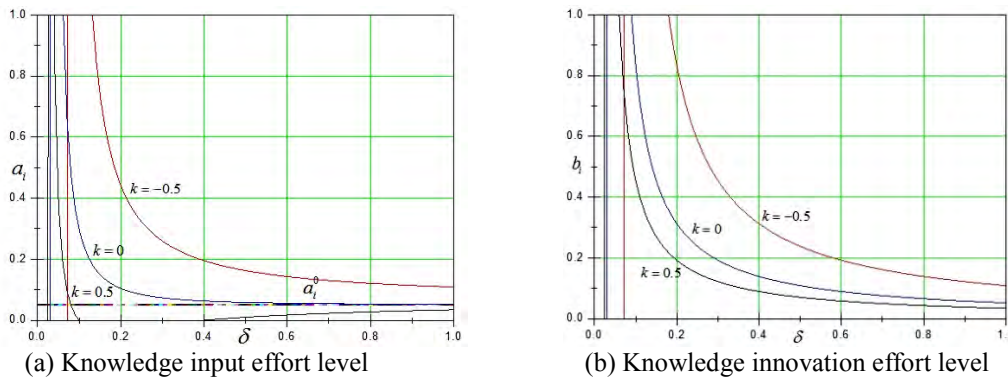 1.0
0.8
0.6
a_i
0.4
0.2
0.0
k = −0.5
k = 0
k = 0.5
a_i^0
0.0 0.2 0.4 δ 0.6 0.8 1.0
(a) Knowledge input effort level
1.0
0.8
0.6
b_i
0.4
0.2
0.0
k = −0.5
k = 0
k = 0.5
0.0 0.2 0.4 δ 0.6 0.8 1.0
(b) Knowledge innovation effort level